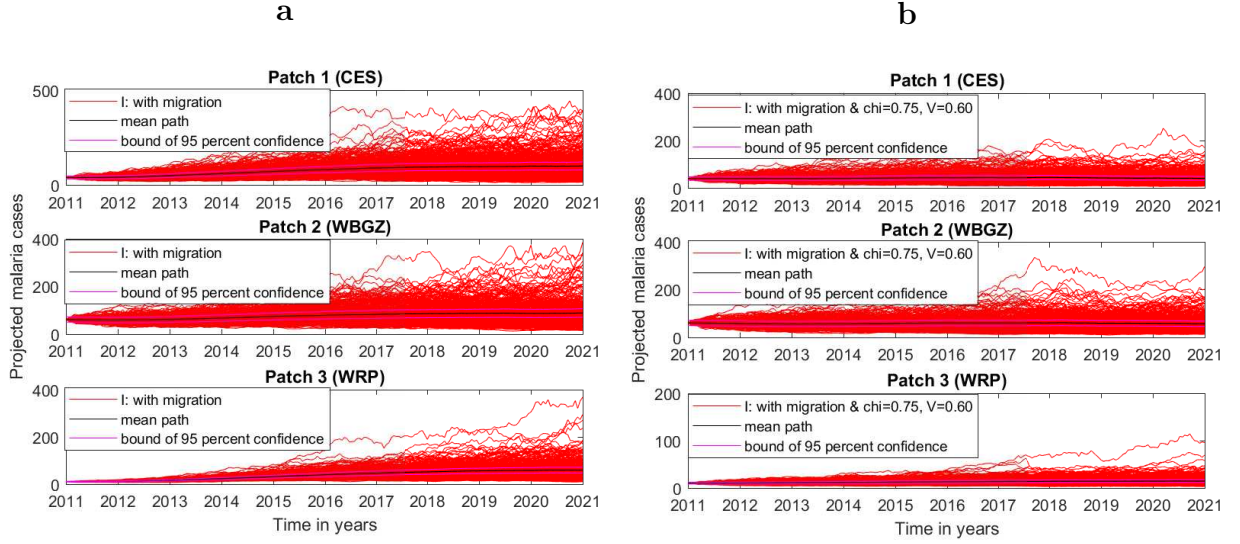 a
Patch 1 (CES)
500
0
I: with migration
mean path
bound of 95 percent confidence
2011 2012 2013 2014 2015 2016 2017 2018 2019 2020 2021
Patch 2 (WBGZ)
400
200
0
I: with migration
mean path
bound of 95 percent confidence
2011 2012 2013 2014 2015 2016 2017 2018 2019 2020 2021
Patch 3 (WRP)
400
200
0
I: with migration
mean path
bound of 95 percent confidence
2011 2012 2013 2014 2015 2016 2017 2018 2019 2020 2021
Projected malaria cases
Time in years
b
Patch 1 (CES)
400
200
0
I: with migration & chi=0.75, V=0.60
mean path
bound of 95 percent confidence
2011 2012 2013 2014 2015 2016 2017 2018 2019 2020 2021
Patch 2 (WBGZ)
400
200
0
I: with migration & chi=0.75, V=0.60
mean path
bound of 95 percent confidence
2011 2012 2013 2014 2015 2016 2017 2018 2019 2020 2021
Patch 3 (WRP)
200
100
0
I: with migration & chi=0.75, V=0.60
mean path
bound of 95 percent confidence
2011 2012 2013 2014 2015 2016 2017 2018 2019 2020 2021
Projected malaria cases
Time in years